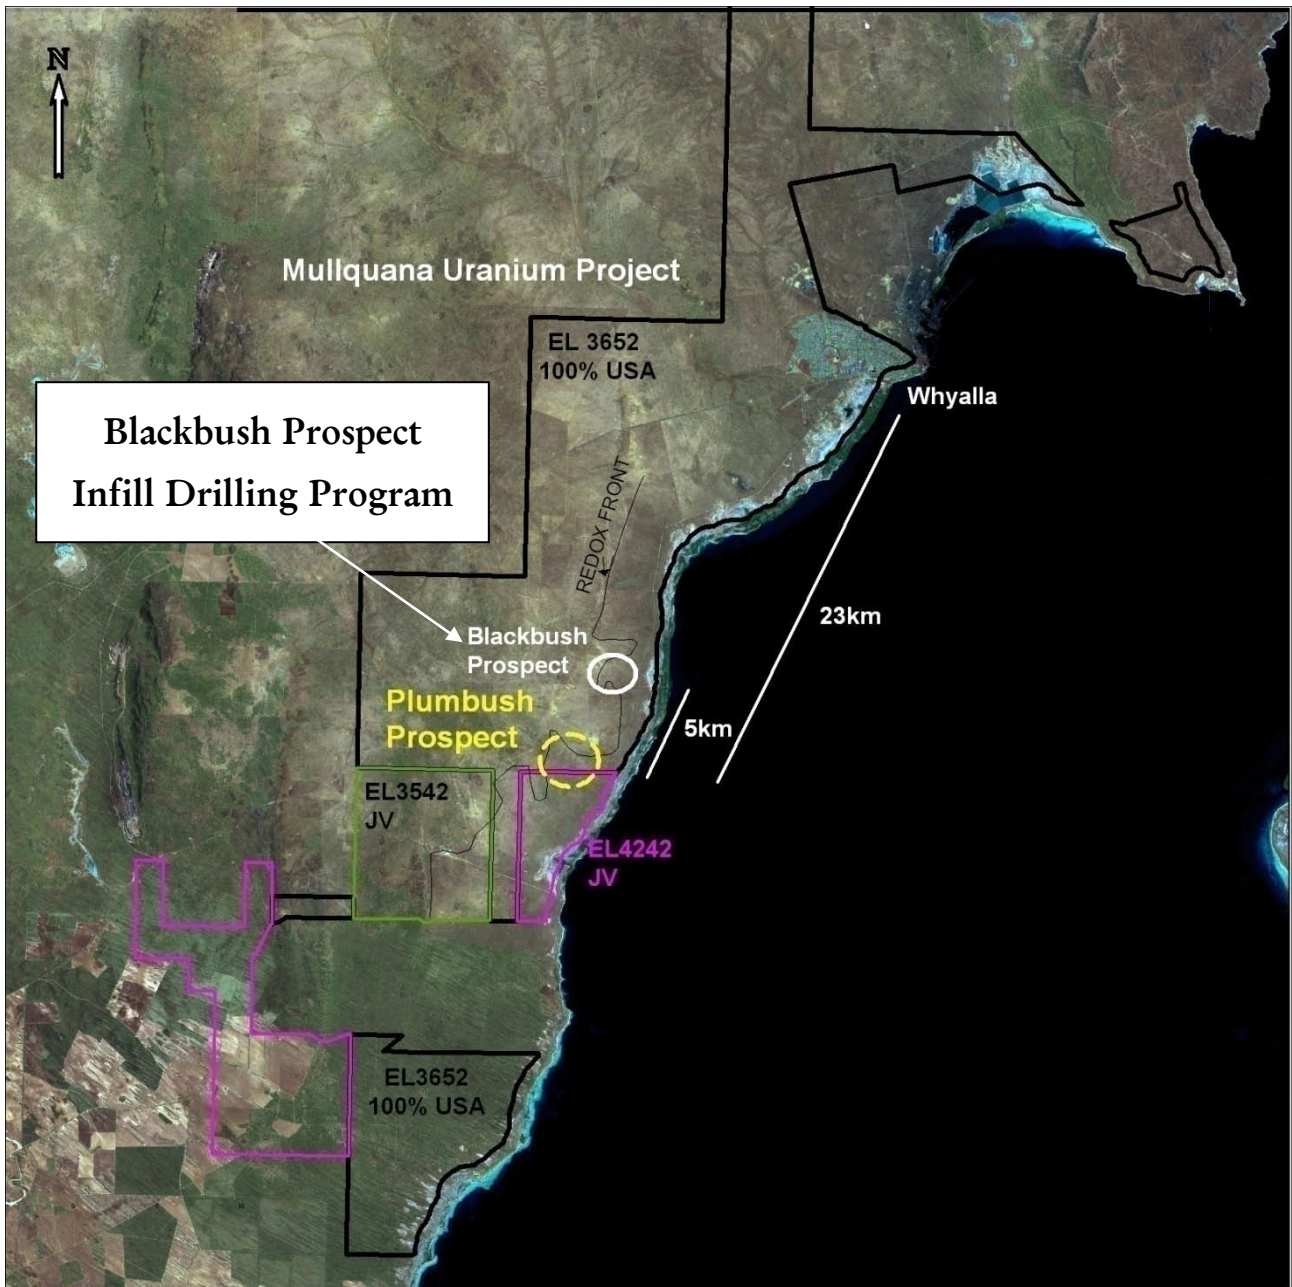 N
Mullquana Uranium Project
EL 3652
100% USA
Blackbush Prospect
Infill Drilling Program
Whyalla
REDOX FRONT
23km
Blackbush
Prospect
Plumbush
Prospect
5km
EL3542
JV
EL4242
JV
EL3652
100% USA